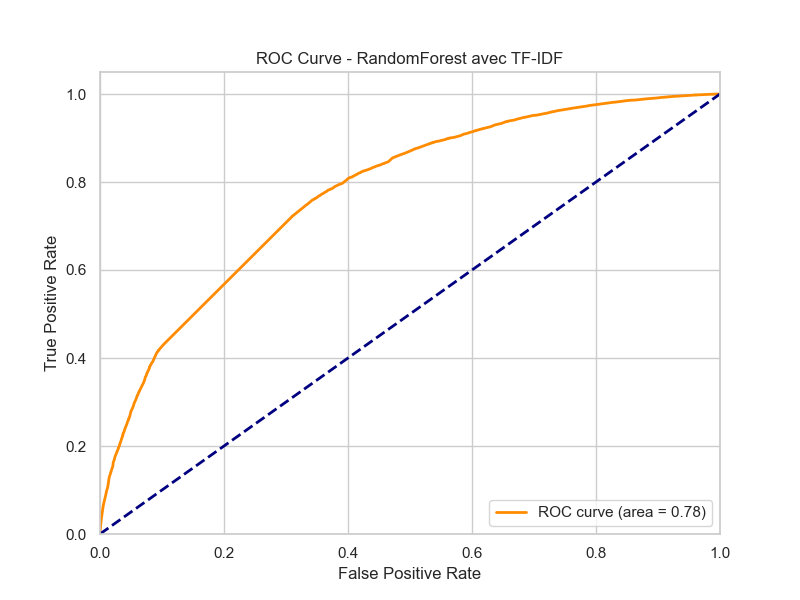 ROC Curve - RandomForest avec TF-IDF
True Positive Rate
1.0
0.8
0.6
0.4
0.2
0.0
ROC curve (area = 0.78)
0.0 0.2 0.4 0.6 0.8 1.0
False Positive Rate